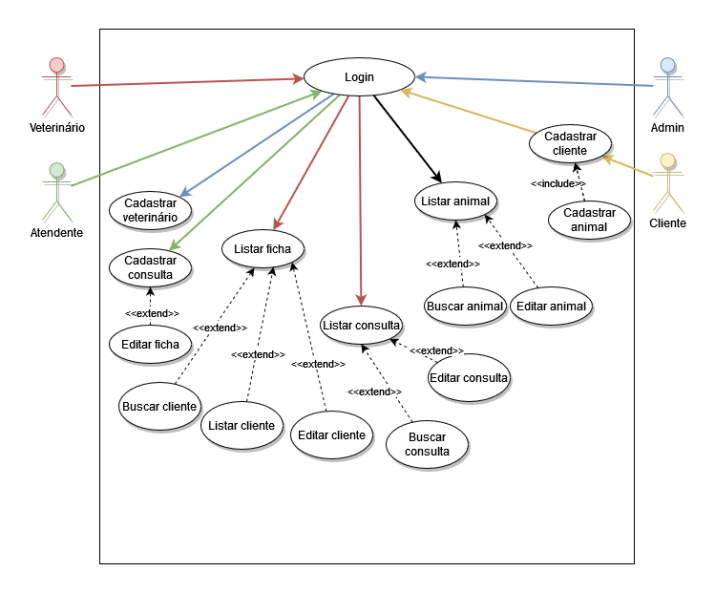 Login
Veterinário
Admin
Cadastrar
cliente
<<include>>
Cadastrar
veterinário
Listar animal
Cadastrar
animal
Atendente
Cliente
Listar ficha
Cadastrar
consulta
<<extend>>
<<extend>>
<<extend>>
Buscar animal
Editar animal
<<extend>>
Listar consulta
<<extend>>
Editar ficha
<<extend>>
<<extend>>
<<extend>>
Editar consulta
<<extend>>
Buscar cliente
Listar cliente
Editar cliente
Buscar
consulta